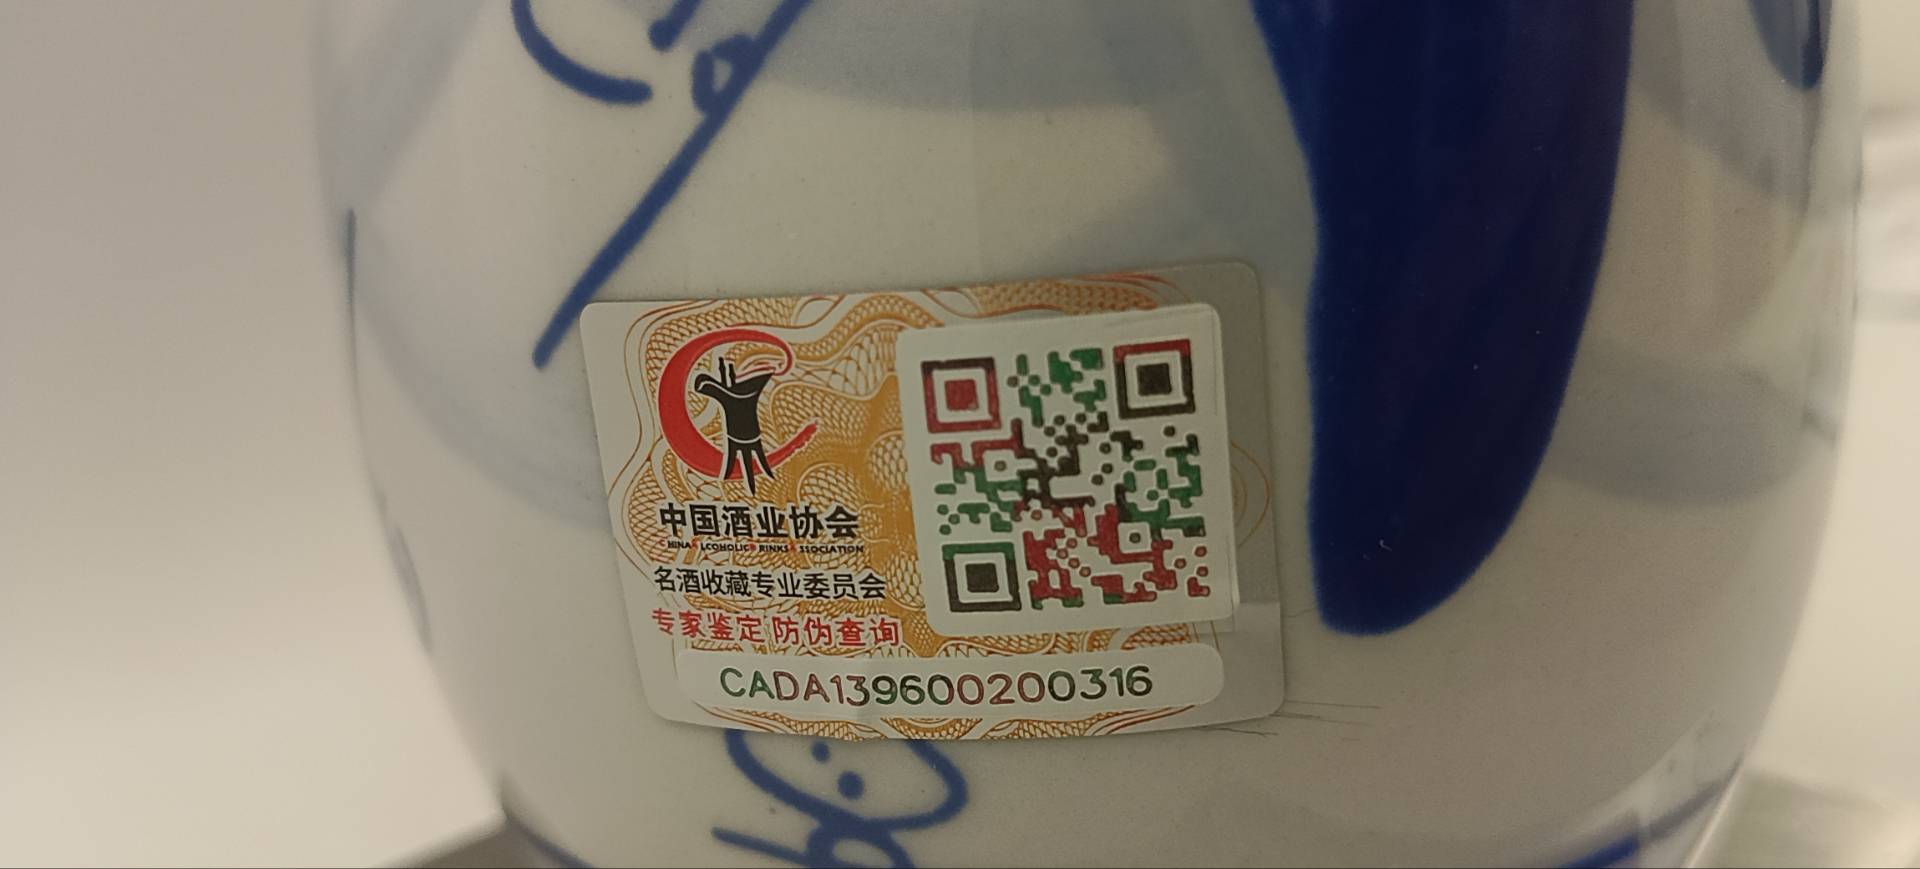 中国酒业协会
CHINA ALCOHOLIC DRINKS ASSOCIATION
名酒收藏专业委员会
专家鉴定 防伪查询
CADA139600200316